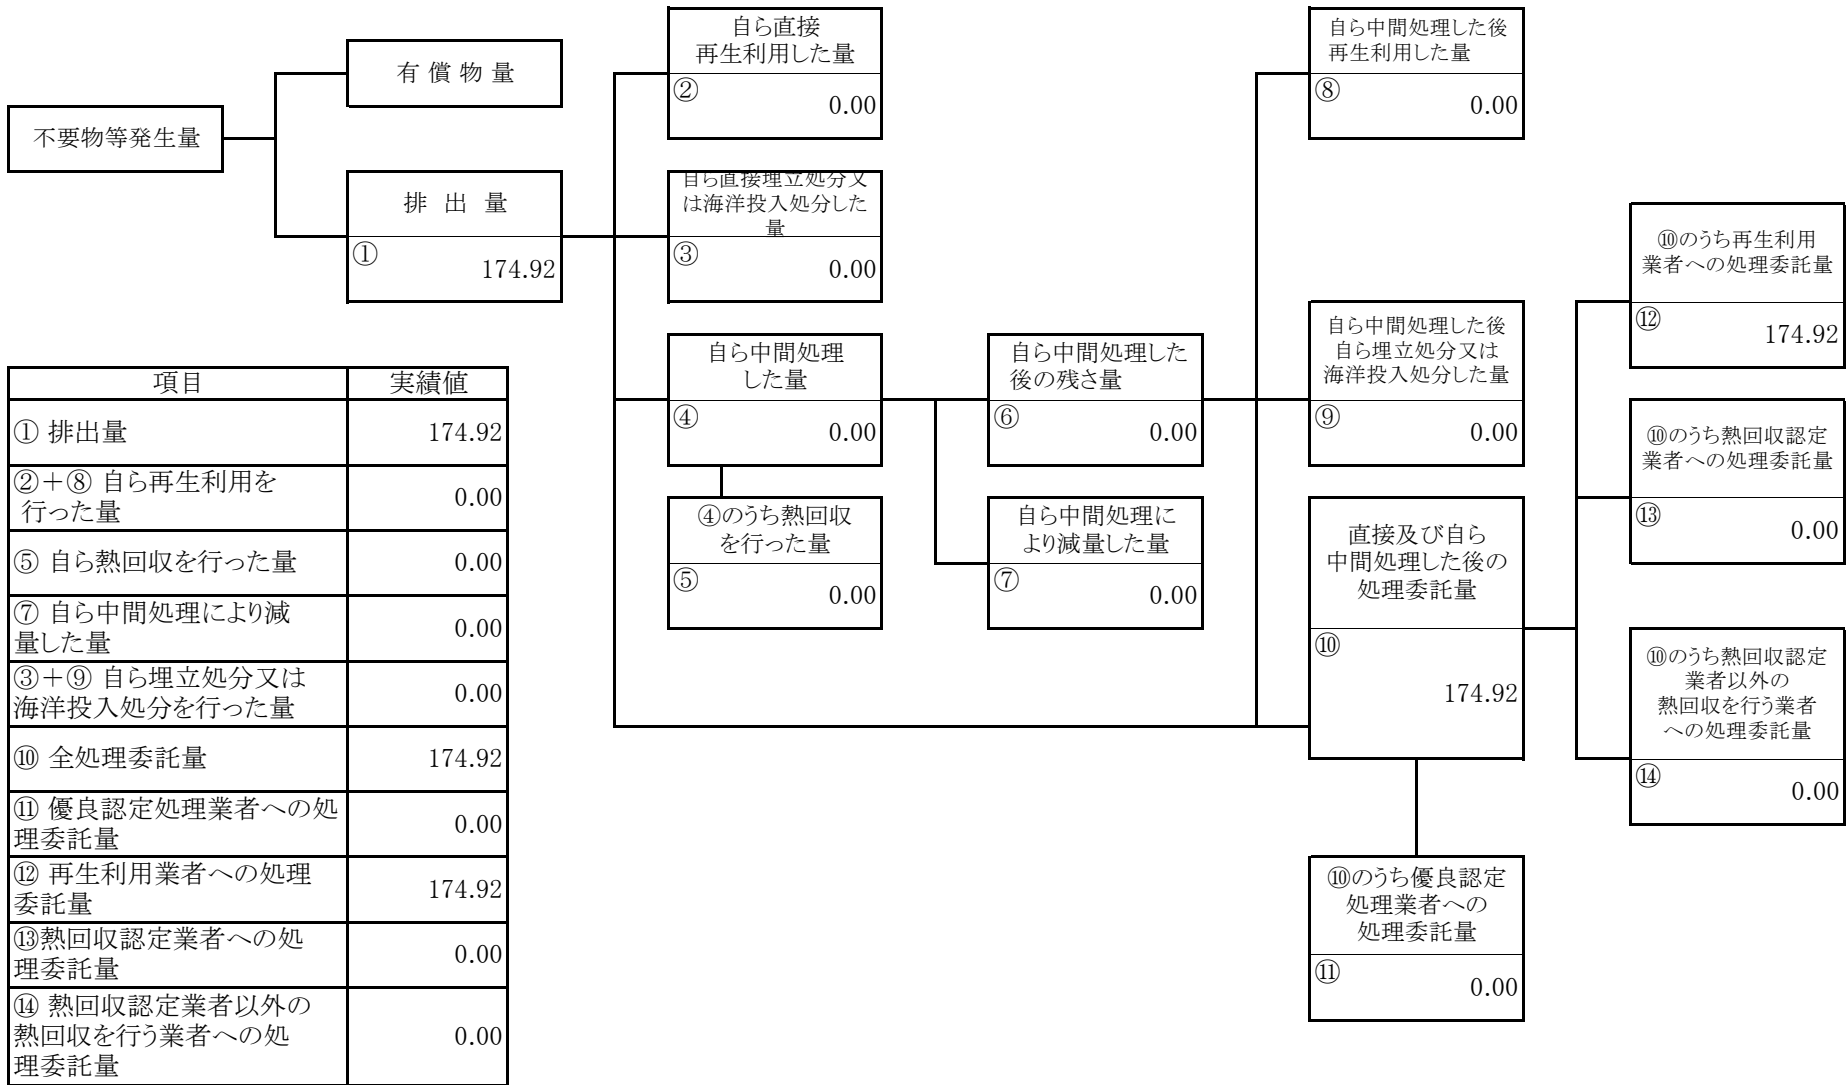 不要物等発生量
有償物量
排出量
①
174.92
自ら直接
再生利用した量
②
0.00
自ら直接埋立処分又
は海洋投入処分した
量
③
0.00
自ら中間処理
した量
④
0.00
④のうち熱回収
を行った量
⑤
0.00
自ら中間処理した
後の残さ量
⑥
0.00
自ら中間処理に
より減量した量
⑦
0.00
自ら中間処理した後
再生利用した量
⑧
0.00
自ら中間処理した後
自ら埋立処分又は
海洋投入処分した量
⑨
0.00
直接及び自ら
中間処理した後の
処理委託量
⑩
174.92
⑩のうち優良認定
処理業者への
処理委託量
⑪
0.00
⑩のうち再生利用
業者への処理委託量
⑫
174.92
⑩のうち熱回収認定
業者への処理委託量
⑬
0.00
⑩のうち熱回収認定
業者以外の
熱回収を行う業者
への処理委託量
⑭
0.00
項目 実績値
① 排出量 174.92
②＋⑧ 自ら再生利用を
行った量 0.00
⑤ 自ら熱回収を行った量 0.00
⑦ 自ら中間処理により減
量した量 0.00
③＋⑨ 自ら埋立処分又は
海洋投入処分を行った量 0.00
⑩ 全処理委託量 174.92
⑪ 優良認定処理業者への処
理委託量 0.00
⑫ 再生利用業者への処理
委託量 174.92
⑬熱回収認定業者への処
理委託量 0.00
⑭ 熱回収認定業者以外の
熱回収を行う業者への処
理委託量 0.00